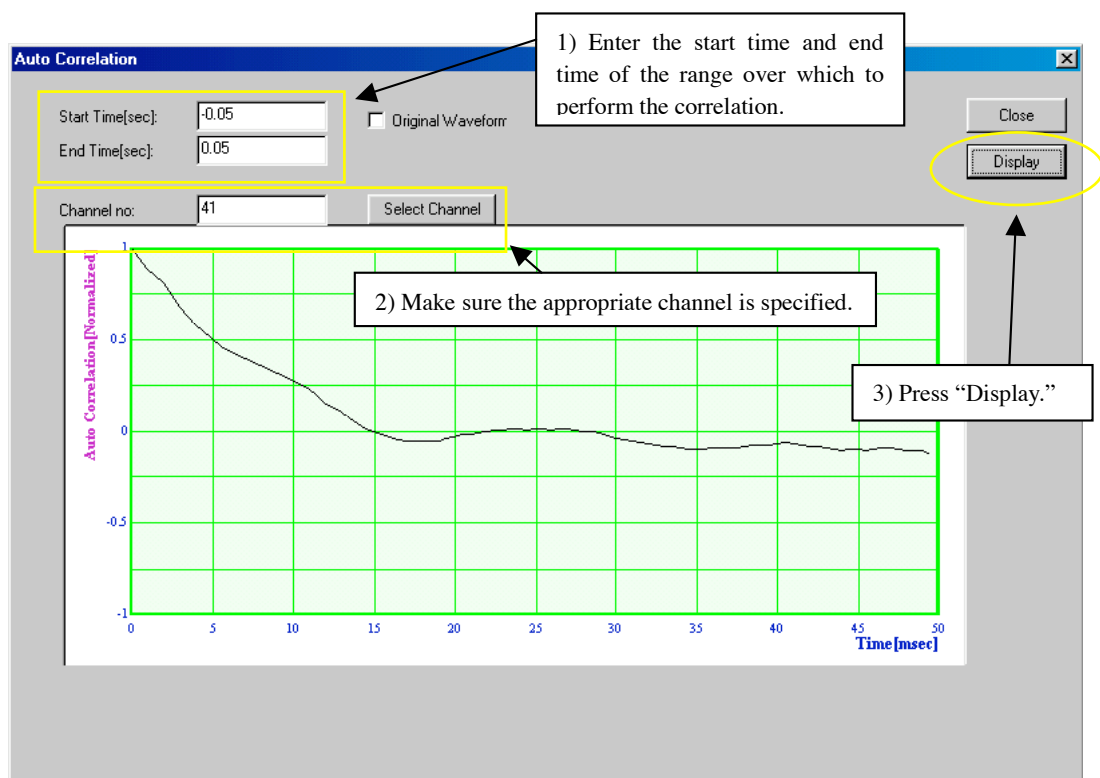 Auto Correlation
1) Enter the start time and end
time of the range over which to
perform the correlation.
Start Time[sec]: -0.05
Original Waveform
Close
End Time[sec]: 0.05
Display
Channel no: 41
Select Channel
2) Make sure the appropriate channel is specified.
3) Press “Display.”
Auto Correlation[Normalized]
1
0.5
0
-0.5
-1
0 5 10 15 20 25 30 35 40 45 50
Time[msec]